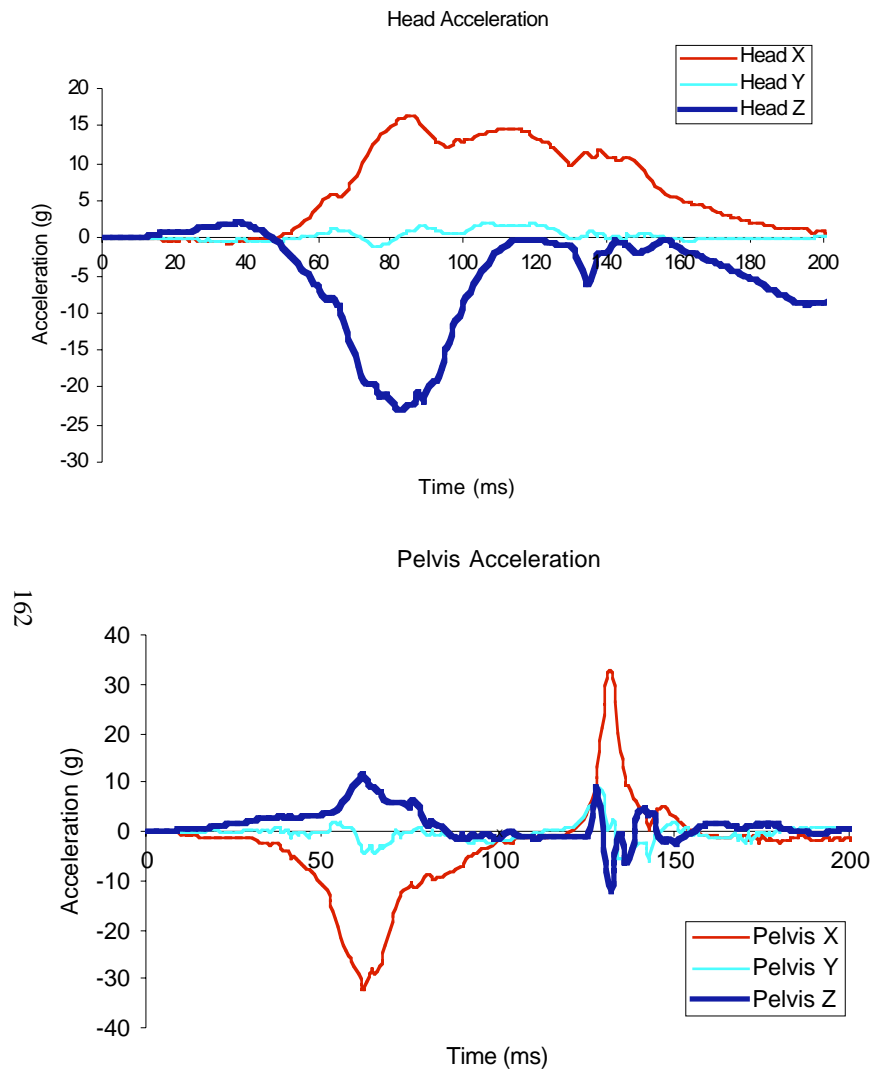 Head Acceleration
Head X
Head Y
Head Z
20
15
10
5
0
-5
-10
-15
-20
-25
-30
Acceleration (g)
0 20 40 60 80 100 120 140 160 180 200
Time (ms)
Pelvis Acceleration
162
40
30
20
10
0
-10
-20
-30
-40
Acceleration (g)
0 50 100 150 200
Pelvis X
Pelvis Y
Pelvis Z
Time (ms)